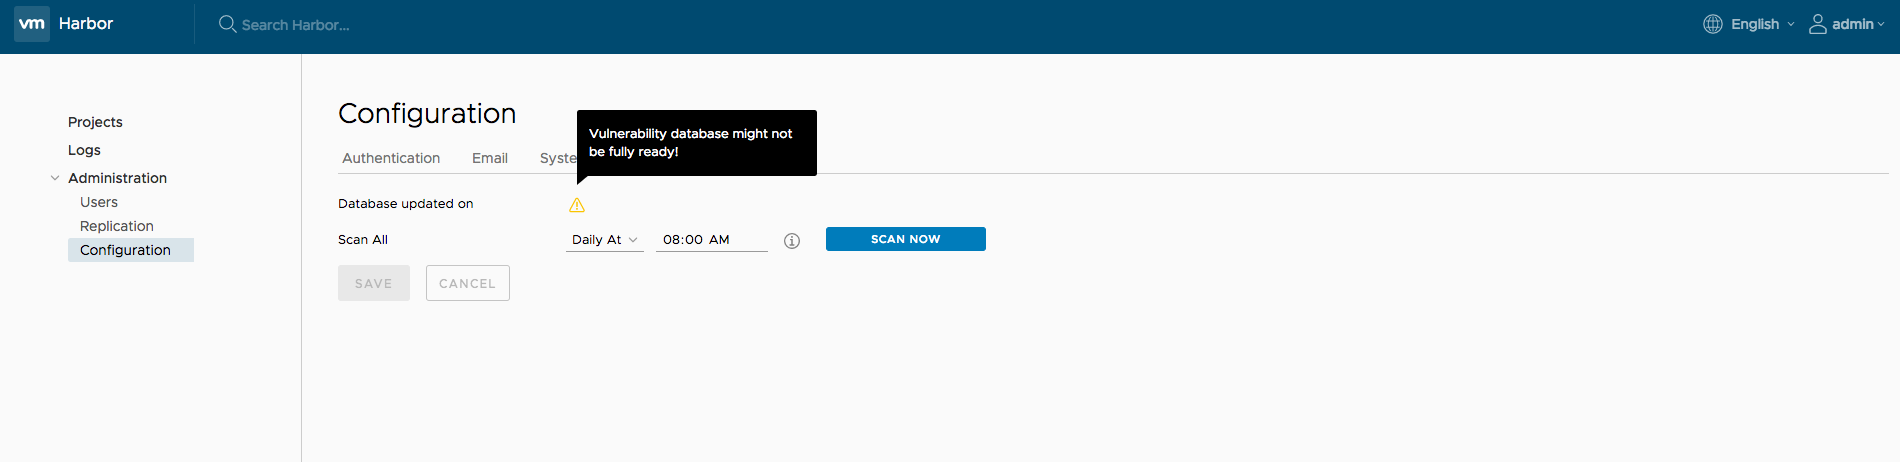 vm Harbor
Search Harbor...
English
admin
Projects
Logs
Administration
Users
Replication
Configuration
Configuration
Vulnerability database might not
be fully ready!
Authentication
Email
Syste
Database updated on
Scan All
Daily At
08:00 AM
SCAN NOW
SAVE
CANCEL